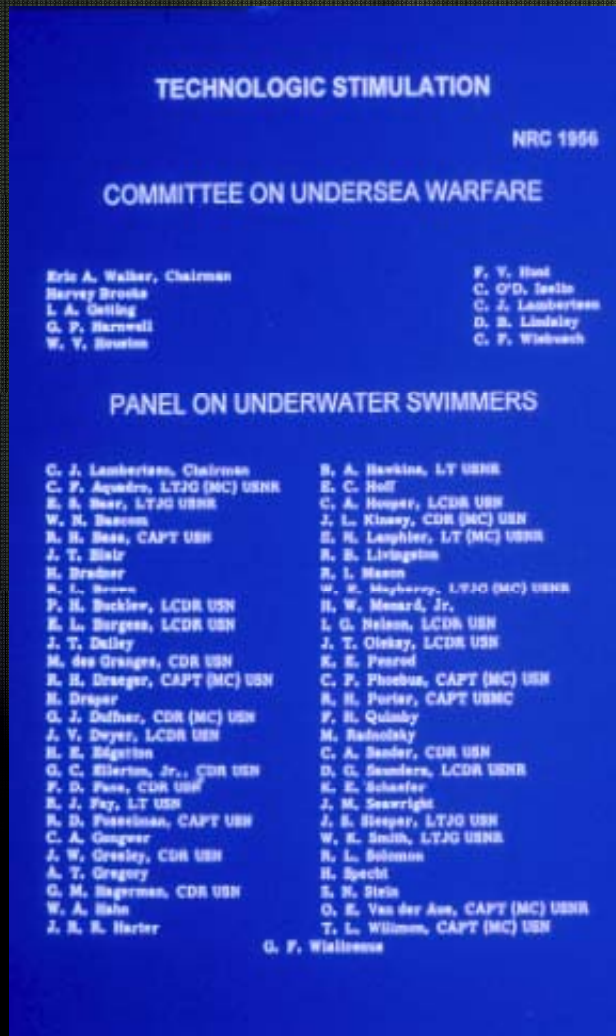 TECHNOLOGIC STIMULATION
NRC 1956
COMMITTEE ON UNDERSEA WARFARE
Eric A. Walker, Chairman
Harvey Brooks
I. A. Getting
G. P. Harnwell
W. V. Houston
F. V. Hunt
C. O'D. Iselin
C. J. Lambertsen
D. B. Lindsley
C. F. Wiebusch
PANEL ON UNDERWATER SWIMMERS
C. J. Lambertsen, Chairman
C. F. Aquadro, LTJG (MC) USNR
E. S. Baer, LTJG USNR
W. N. Bascom
R. H. Bass, CAPT USN
J. T. Blair
H. Bradner
R. L. Brown
P. H. Bucklew, LCDR USN
E. L. Burgess, LCDR USN
J. T. Dailey
M. des Granges, CDR USN
R. H. Draeger, CAPT (MC) USN
H. Draper
G. J. Duffner, CDR (MC) USN
J. V. Dwyer, LCDR USN
H. E. Edgerton
G. C. Ellerton, Jr., CDR USN
F. D. Fane, CDR USN
R. J. Fay, LT USN
R. D. CAPT USN
C. A. Gongwer
J. W. Greeley, CDR USN
A. T. Gregory
G. M. Hagerman, CDR USN
W. A. Hahn
J. R. R. Harter
B. A. Hawkins, LT USNR
E. C. Hoff
C. A. Hooper, LCDR USN
J. L. Kinsey, CDR (MC) USN
E. H. Lanphier, LT (MC) USNR
R. B. Livingston
R. I. Mason
W. E. Mayberry, LTJG (MC) USNR
H. W. Menard, Jr.
I. G. Nelson, LCDR USN
J. T. Oleksy, LCDR USN
K. E. Penrod
C. P. Phoebus, CAPT (MC) USN
R. H. Porter, CAPT USMC
F. H. Quimby
M. Radnofsky
C. A. Sander, CDR USN
D. G. Saunders, LCDR USNR
K. E. Schaefer
J. M. Seawright
J. S. Sleeper, LTJG USN
W. K. Smith, LTJG USNR
R. L. Solomon
H. Specht
S. N. Stein
O. E. Van der Aue, CAPT (MC) USNR
T. L. Willmon, CAPT (MC) USN
G. F.